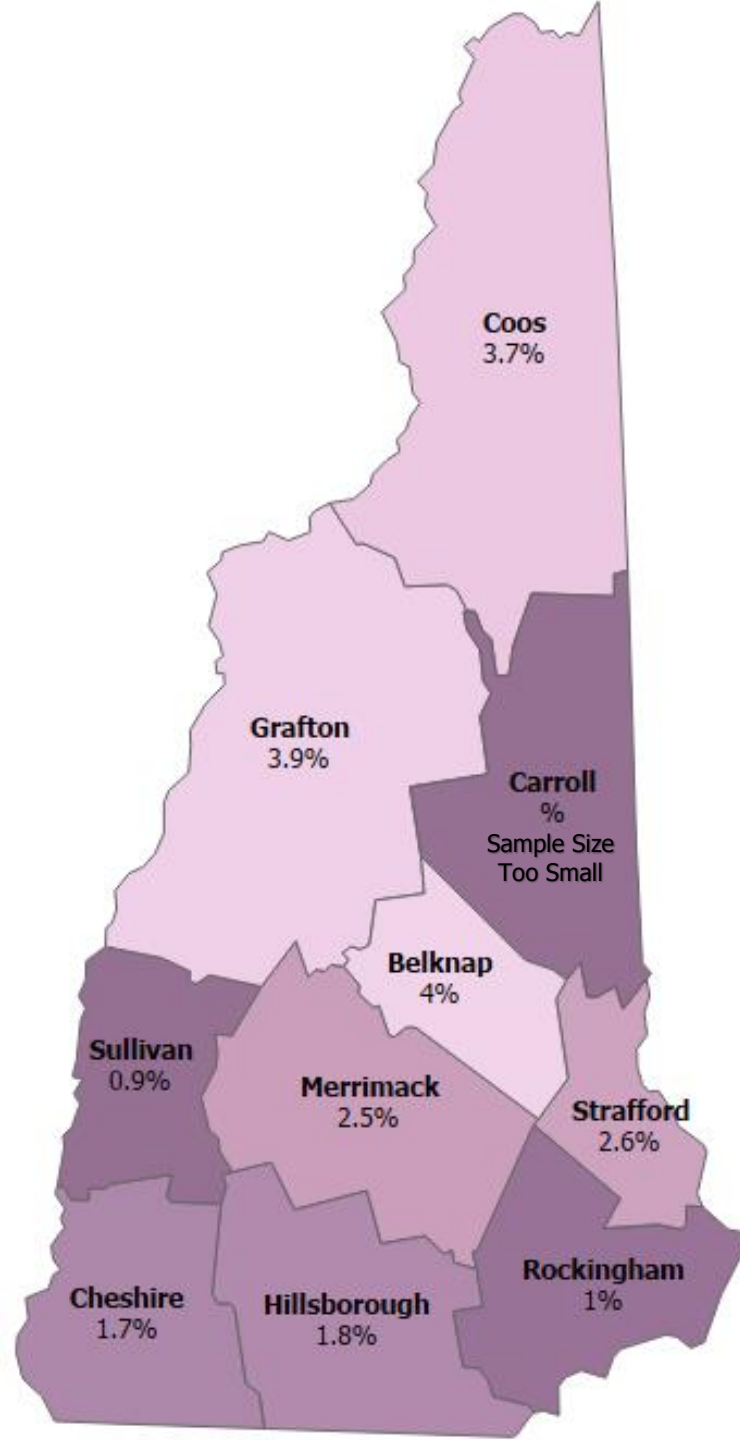 Coos
3.7%
Grafton
3.9%
Carroll
%
Sample Size
Too Small
Belknap
4%
Sullivan
0.9%
Merrimack
2.5%
Strafford
2.6%
Rockingham
1%
Cheshire
1.7%
Hillsborough
1.8%